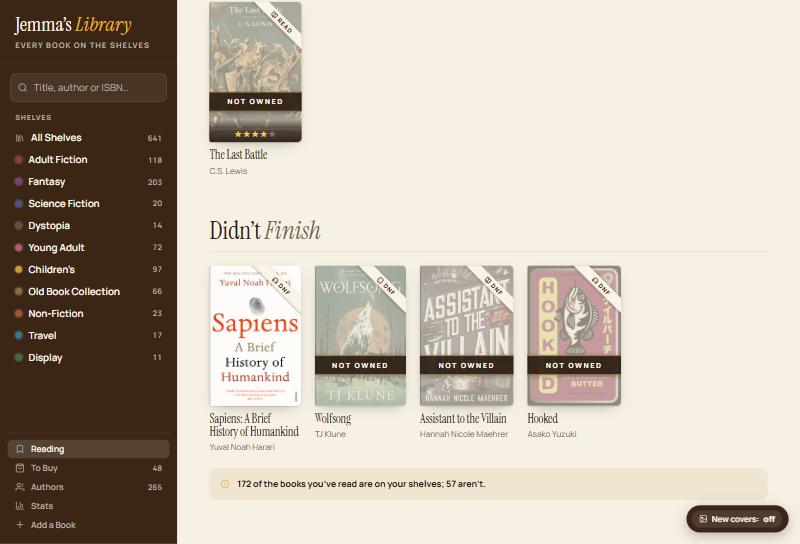 Jemma's Library
EVERY BOOK ON THE SHELVES
Title, author or ISBN...
SHELVES
All Shelves 641
Adult Fiction 118
Fantasy 203
Science Fiction 20
Dystopia 14
Young Adult 72
Children's 97
Old Book Collection 66
Non-Fiction 23
Travel 17
Display 11
Reading
To Buy 48
Authors 265
Stats
Add a Book
READ
C.S. LEWIS
NOT OWNED
The Last Battle
C.S. Lewis
Didn't Finish
DNF
Yuval Noah
Sapiens
A Brief
History of
Humankind
Sapiens: A Brief
History of Humankind
Yuval Noah Harari
DNF
WOLFSONG
NOT OWNED
TJ KLUNE
Wolfsong
TJ Klune
DNF
ASSISTANT
TO THE
VILLAIN
NOT OWNED
HANNAH NICOLE MAEHRER
Assistant to the Villain
Hannah Nicole Maehrer
DNF
HOOKED
NOT OWNED
BUTTER
Hooked
Asako Yuzuki
172 of the books you've read are on your shelves; 57 aren't.
New covers: off